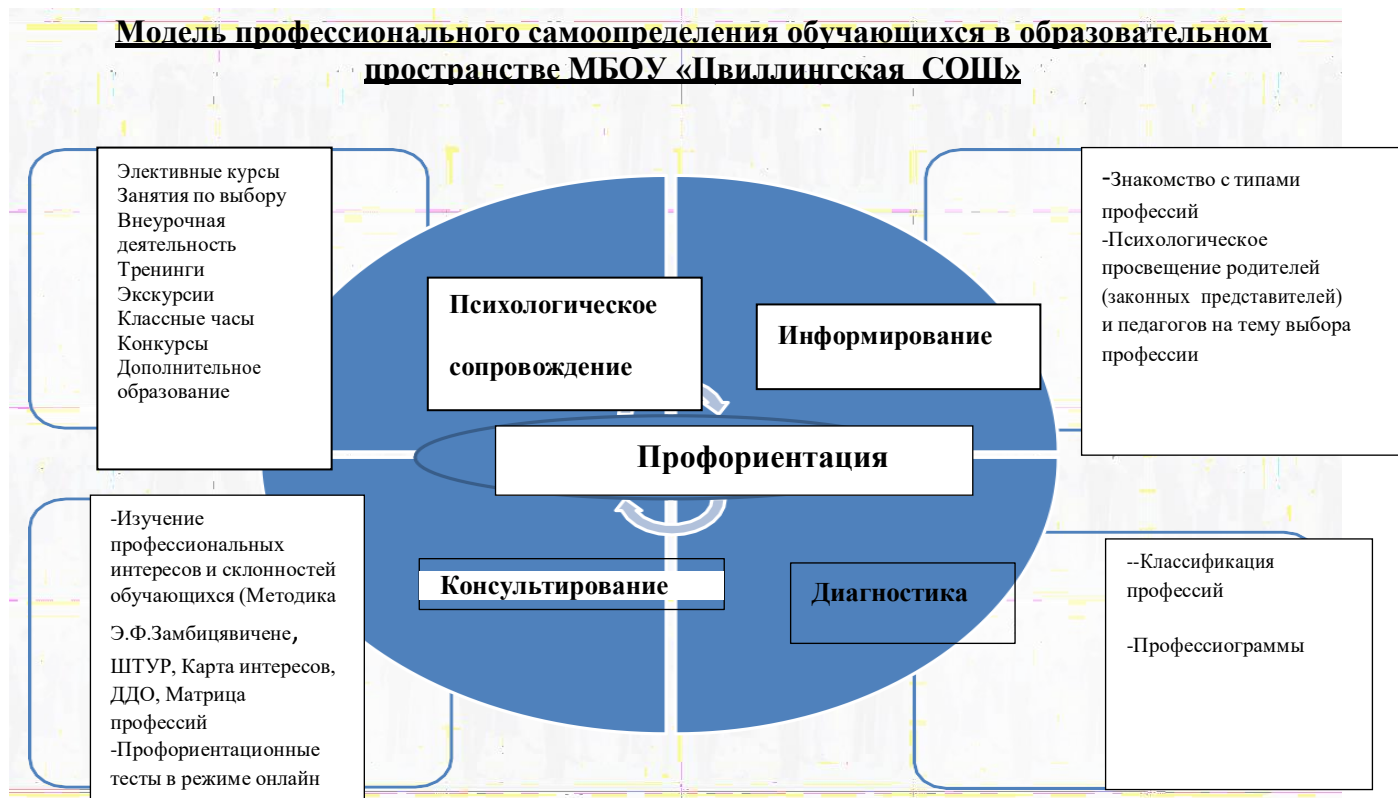 Модель профессионального самоопределения обучающихся в образовательном
пространстве МБОУ «Цвиллингская СОШ»
Элективные курсы
Занятия по выбору
Внеурочная
деятельность
Тренинги
Экскурсии
Классные часы
Конкурсы
Дополнительное
образование
Психологическое
сопровождение
Информирование
-Знакомство с типами
профессий
-Психологическое
просвещение родителей
(законных представителей)
и педагогов на тему выбора
профессии
Профориентация
-Изучение
профессиональных
интересов и склонностей
обучающихся (Методика
Э.Ф.Замбицявичене,
ШТУР, Карта интересов,
ДДО, Матрица
профессий
-Профориентационные
тесты в режиме онлайн
Консультирование
Диагностика
--Классификация
профессий
-Профессиограммы